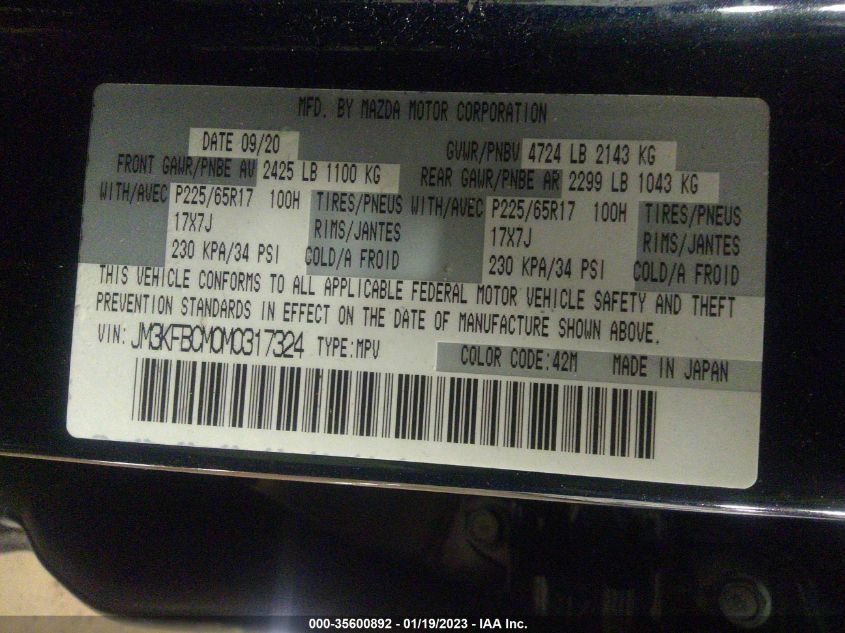 MFD. BY MAZDA MOTOR CORPORATION
DATE 09/20 GVWR/PNBV 4724 LB 2143 KG
FRONT GAWR/PNBE AV 2425 LB 1100 KG REAR GAWR/PNBE AR 2299 LB 1043 KG
WITH/AVEC P225/65R17 100H TIRES/PNEUS WITH/AVEC P225/65R17 100H TIRES/PNEUS
17X7J RIMS/JANTES 17X7J RIMS/JANTES
230 KPA/34 PSI COLD/A FROID 230 KPA/34 PSI COLD/A FROID
THIS VEHICLE CONFORMS TO ALL APPLICABLE FEDERAL MOTOR VEHICLE SAFETY AND THEFT
PREVENTION STANDARDS IN EFFECT ON THE DATE OF MANUFACTURE SHOWN ABOVE.
VIN: JM3KFBCM0M0317324 TYPE:MPV COLOR CODE:42M MADE IN JAPAN
000-35600892 - 01/19/2023 - IAA Inc.